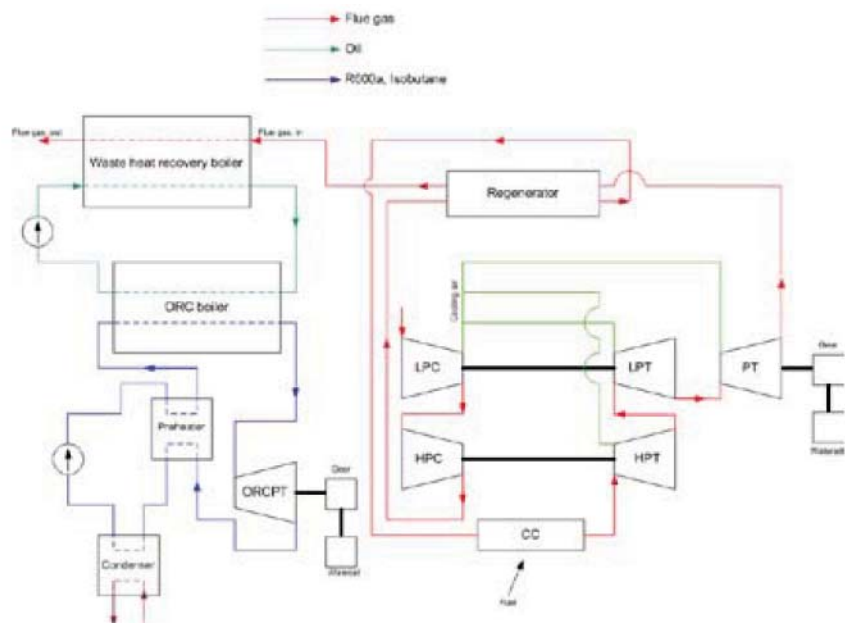 Flue gas
Oil
R600a, Isobutane
Flue gas, out
Flue gas, in
Waste heat recovery boiler
Regenerator
ORC boiler
Cooling air
LPC
LPT
PT
Gear
Preheater
HPC
HPT
ORCPT
Gear
CC
Condenser
Fuel